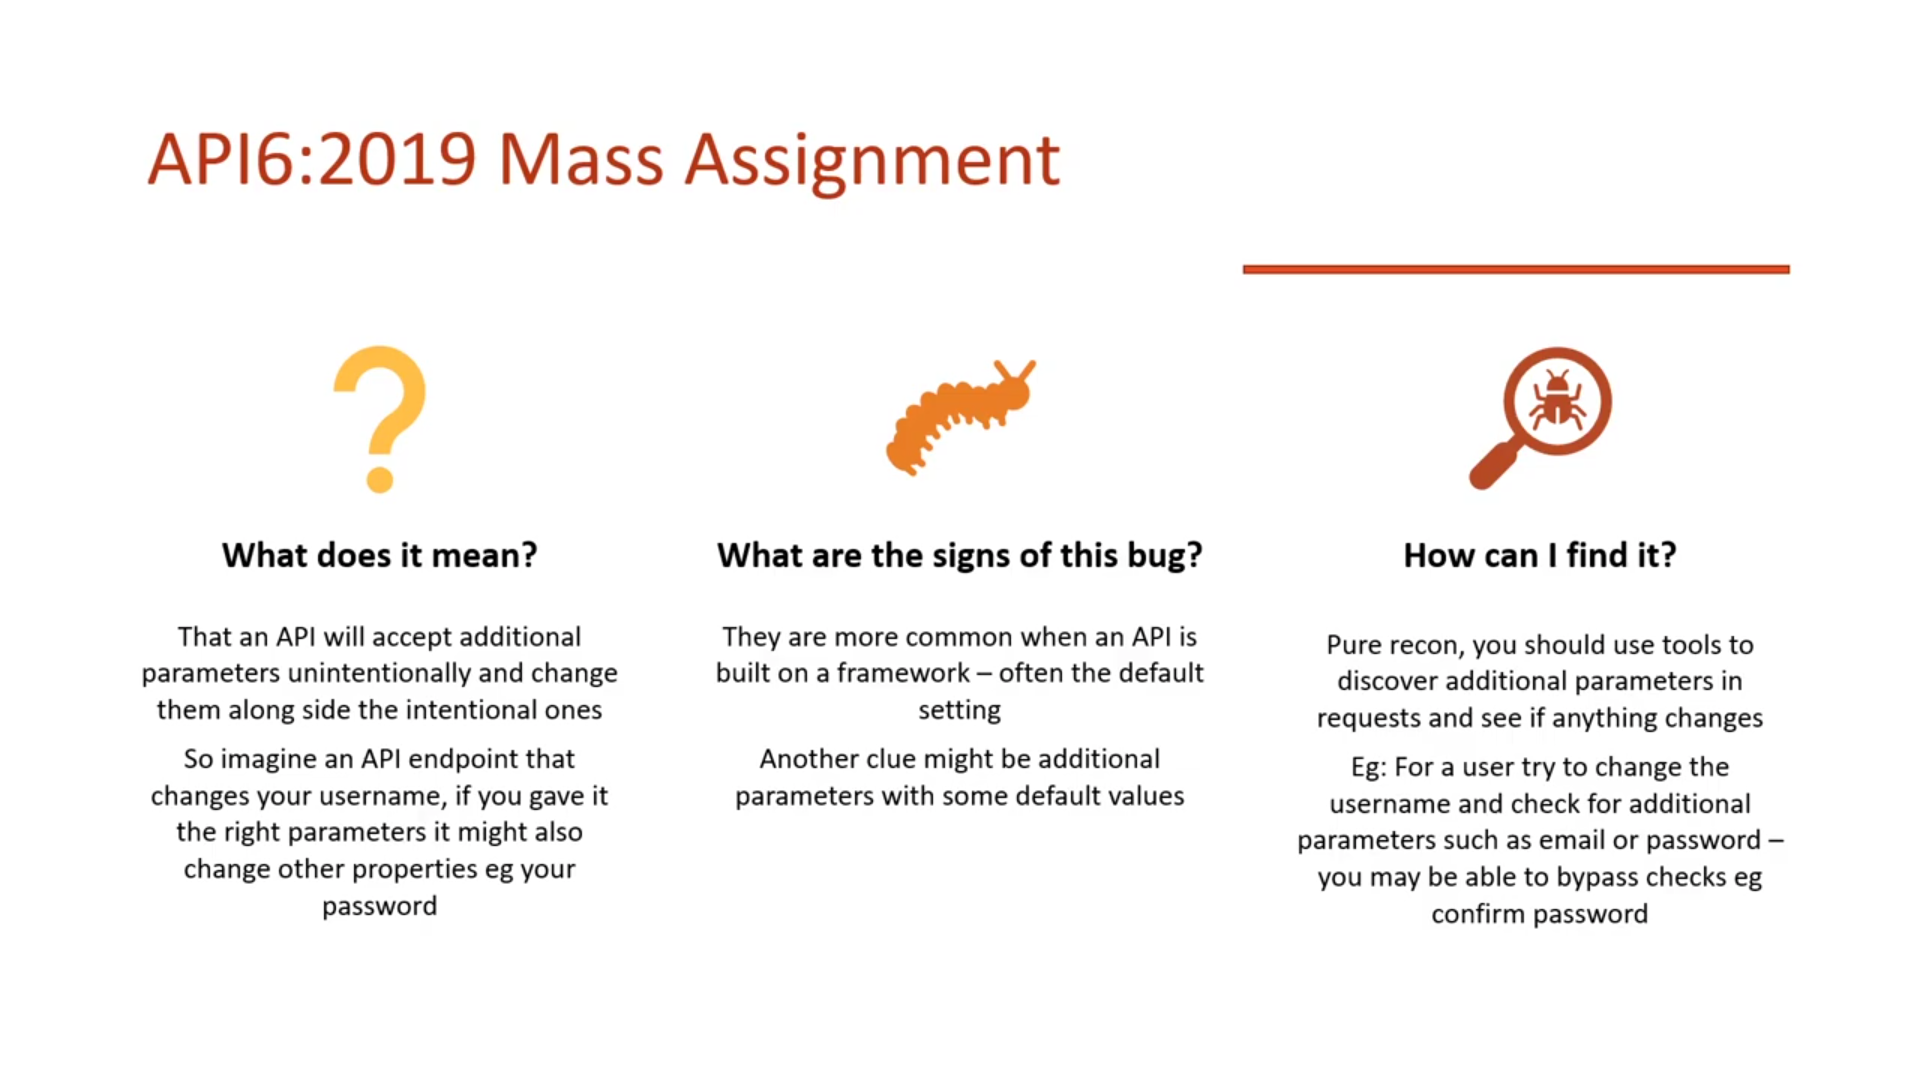 API6:2019 Mass Assignment
What does it mean?
That an API will accept additional
parameters unintentionally and change
them along side the intentional ones
So imagine an API endpoint that
changes your username, if you gave it
the right parameters it might also
change other properties eg your
password
What are the signs of this bug?
They are more common when an API is
built on a framework – often the default
setting
Another clue might be additional
parameters with some default values
How can I find it?
Pure recon, you should use tools to
discover additional parameters in
requests and see if anything changes
Eg: For a user try to change the
username and check for additional
parameters such as email or password –
you may be able to bypass checks eg
confirm password